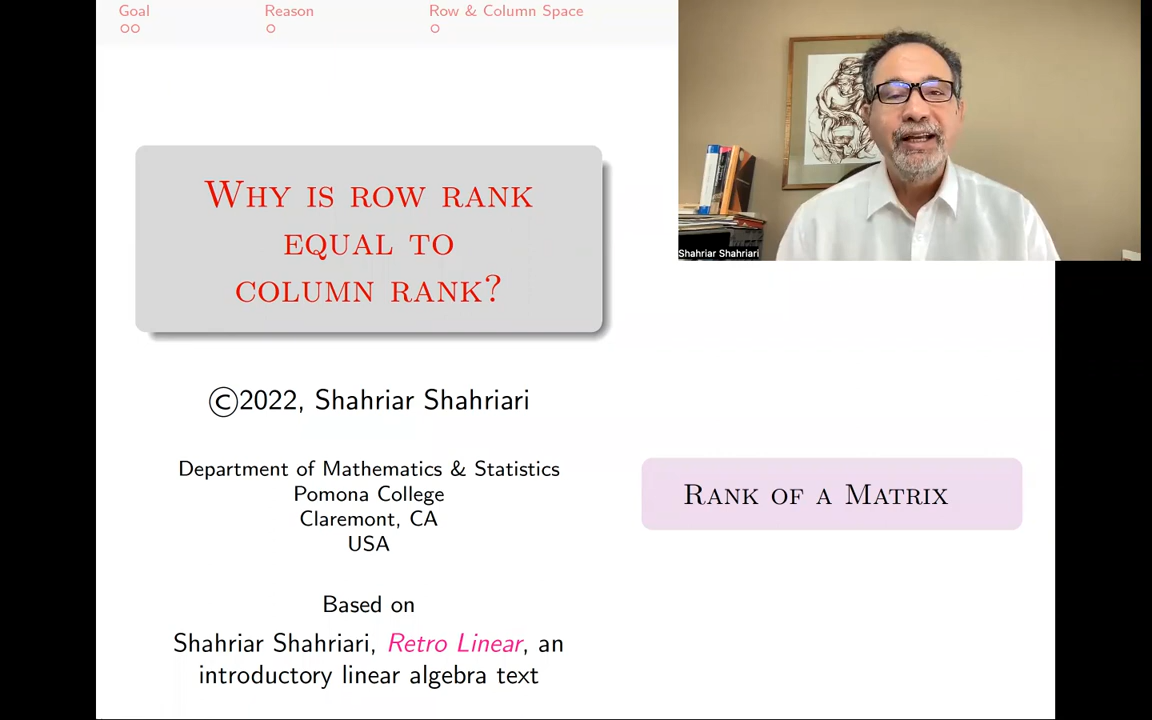 Goal
Reason
Row & Column Space
WHY IS ROW RANK
EQUAL TO
COLUMN RANK?
©2022, Shahriar Shahriari
Department of Mathematics & Statistics
Pomona College
Claremont, CA
USA
Based on
Shahriar Shahriari, Retro Linear, an
introductory linear algebra text
Shahriar Shahriari
RANK OF A MATRIX